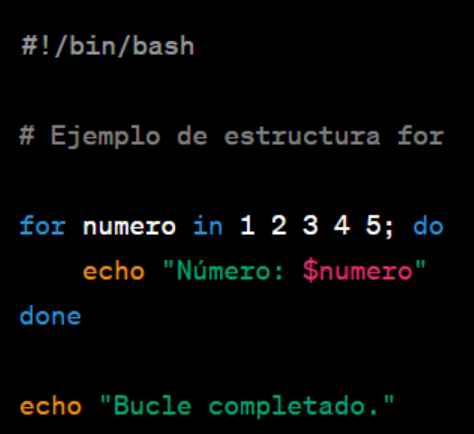 #!/bin/bash
# Ejemplo de estructura for
for numero in 1 2 3 4 5; do
    echo "Número: $numero"
done
echo "Bucle completado."